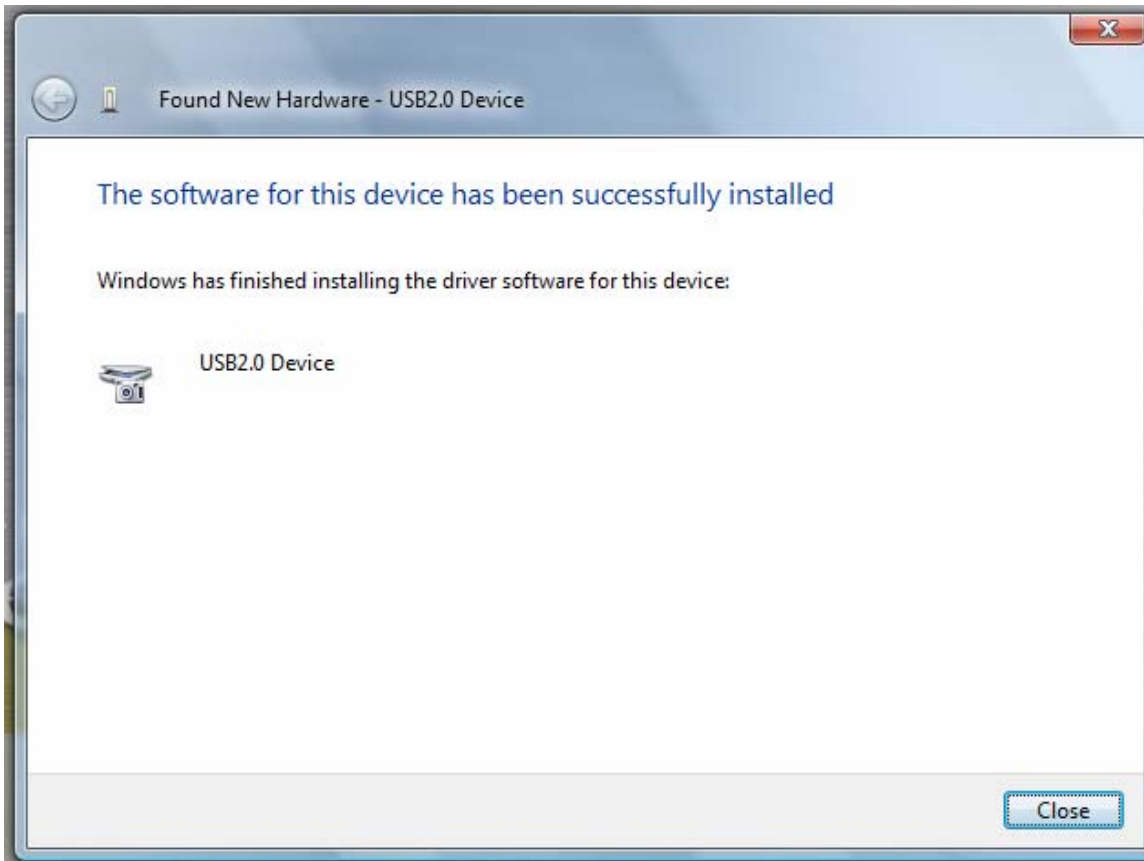 Found New Hardware - USB2.0 Device
The software for this device has been successfully installed
Windows has finished installing the driver software for this device:
USB2.0 Device
Close